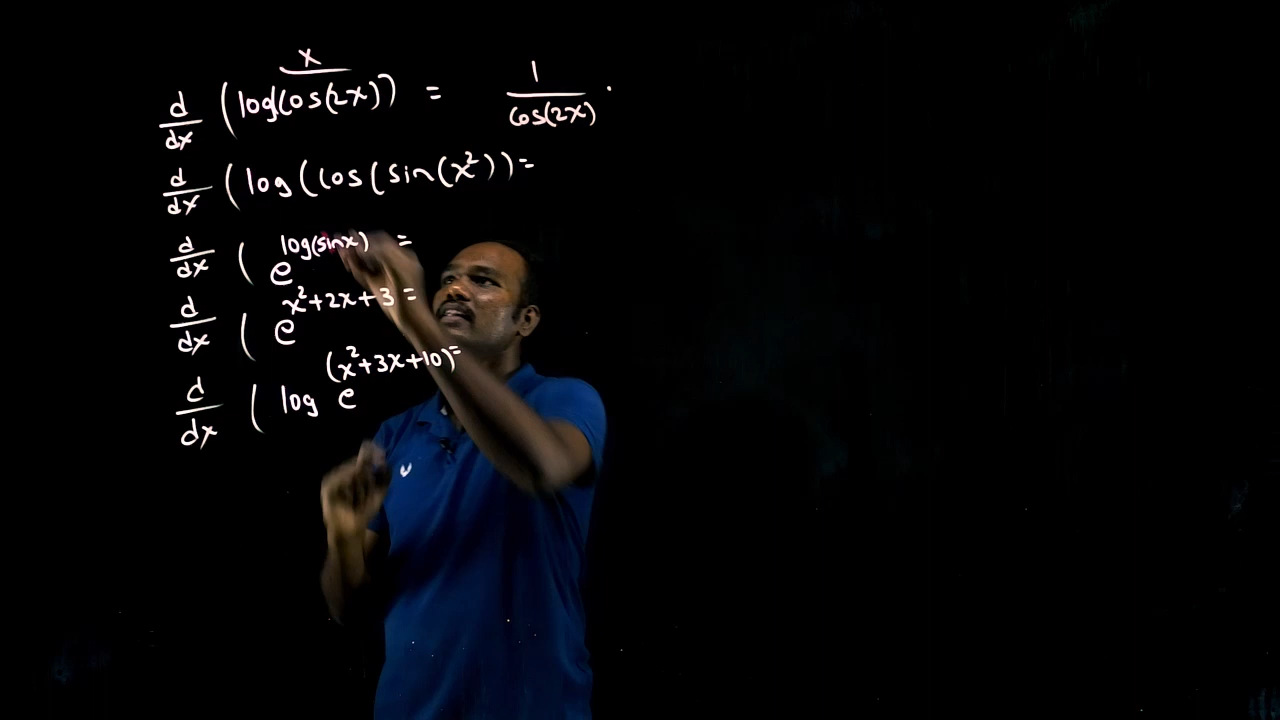 d/dx (log(cos(2x)) = 1/cos(2x) ·
x
d/dx (log(cos(sin(x²)) =
d/dx (e^log(sinx) =
d/dx (e^x²+2x+3 =
d/dx (log e^(x²+3x+10) =